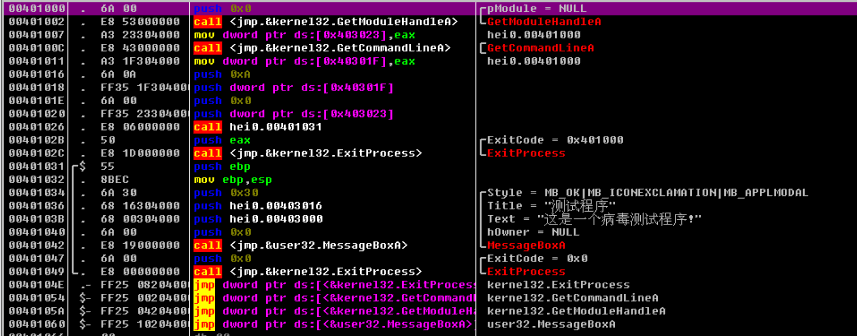 00401000 . 6A 00 push 0x0 pModule = NULL
00401002 . E8 53000000 call <jmp.&kernel32.GetModuleHandleA> GetModuleHandleA
00401007 . A3 23304000 mov dword ptr ds:[0x403023],eax hei0.00401000
0040100C . E8 43000000 call <jmp.&kernel32.GetCommandLineA> GetCommandLineA
00401011 . A3 1F304000 mov dword ptr ds:[0x40301F],eax hei0.00401000
00401016 . 6A 0A push 0xA
00401018 . FF35 1F30400 push dword ptr ds:[0x40301F]
0040101E . 6A 00 push 0x0
00401020 . FF35 2330400 push dword ptr ds:[0x403023]
00401026 . E8 06000000 call hei0.00401031
0040102B . 50 push eax ExitCode = 0x401000
0040102C . E8 1D000000 call <jmp.&kernel32.ExitProcess> ExitProcess
00401031 $ 55 push ebp
00401032 . 8BEC mov ebp,esp
00401034 . 6A 30 push 0x30 Style = MB_OK|MB_ICONEXCLAMATION|MB_APPLMODAL
00401036 . 68 16304000 push hei0.00403016 Title = "测试程序"
0040103B . 68 00304000 push hei0.00403000 Text = "这是一个病毒测试程序!"
00401040 . 6A 00 push 0x0 hOwner = NULL
00401042 . E8 19000000 call <jmp.&user32.MessageBoxA> MessageBoxA
00401047 . 6A 00 push 0x0 ExitCode = 0x0
00401049 . E8 00000000 call <jmp.&kernel32.ExitProcess> ExitProcess
0040104E .- FF25 0820400 jmp dword ptr ds:[<&kernel32.ExitProces kernel32.ExitProcess
00401054 $- FF25 0020400 jmp dword ptr ds:[<&kernel32.GetCommand kernel32.GetCommandLineA
0040105A $- FF25 0420400 jmp dword ptr ds:[<&kernel32.GetModuleH kernel32.GetModuleHandleA
00401060 $- FF25 1020400 jmp dword ptr ds:[<&user32.MessageBoxA> user32.MessageBoxA